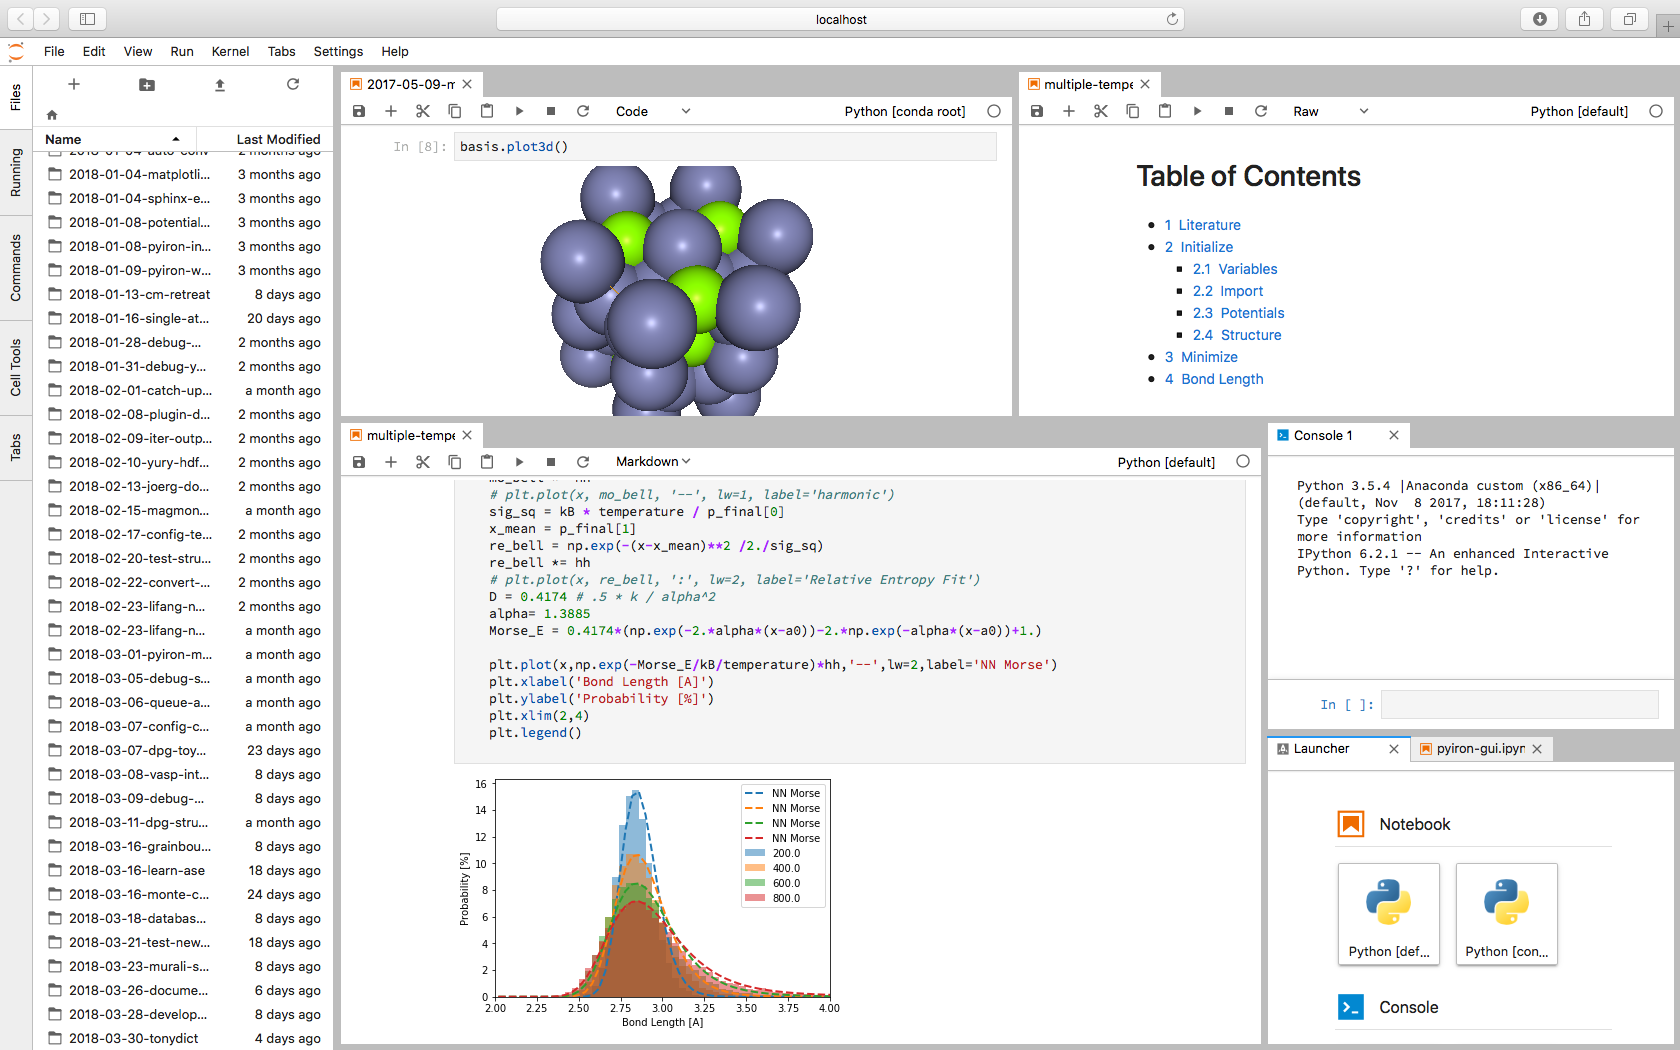 localhost
File Edit View Run Kernel Tabs Settings Help
Files
Running
Commands
Cell Tools
Tabs
Name Last Modified
2018-01-04-auto-conv 2 months ago
2018-01-04-matplotli... 3 months ago
2018-01-04-sphinx-e... 3 months ago
2018-01-08-potential... 3 months ago
2018-01-08-pyiron-in... 3 months ago
2018-01-09-pyiron-w... 3 months ago
2018-01-13-cm-retreat 8 days ago
2018-01-16-single-at... 20 days ago
2018-01-28-debug-... 2 months ago
2018-01-31-debug-y... 2 months ago
2018-02-01-catch-up... a month ago
2018-02-08-plugin-d... 2 months ago
2018-02-09-iter-outp... 2 months ago
2018-02-10-yury-hdf... 2 months ago
2018-02-13-joerg-do... 2 months ago
2018-02-15-magmon... a month ago
2018-02-17-config-te... 2 months ago
2018-02-20-test-stru... 2 months ago
2018-02-22-convert-... 2 months ago
2018-02-23-lifang-n... 2 months ago
2018-02-23-lifang-n... a month ago
2018-03-01-pyiron-m... a month ago
2018-03-05-debug-s... a month ago
2018-03-06-queue-a... a month ago
2018-03-07-config-c... a month ago
2018-03-07-dpg-toy... 23 days ago
2018-03-08-vasp-int... 8 days ago
2018-03-09-debug-... 8 days ago
2018-03-11-dpg-stru... a month ago
2018-03-16-grainbou... 8 days ago
2018-03-16-learn-ase 18 days ago
2018-03-16-monte-c... 24 days ago
2018-03-18-databas... 8 days ago
2018-03-21-test-new... 18 days ago
2018-03-23-murali-s... 8 days ago
2018-03-26-docume... 6 days ago
2018-03-28-develop... 8 days ago
2018-03-30-tonydict 4 days ago
2017-05-09-m
Code Python [conda root]
In [8]: basis.plot3d()
multiple-tempe
Raw Python [default]
Table of Contents
1 Literature
2 Initialize
2.1 Variables
2.2 Import
2.3 Potentials
2.4 Structure
3 Minimize
4 Bond Length
multiple-tempe
Markdown Python [default]
mo_bell *= hh
# plt.plot(x, mo_bell, '--', lw=1, label='harmonic')
sig_sq = kB * temperature / p_final[0]
x_mean = p_final[1]
re_bell = np.exp(-(x-x_mean)**2 /2./sig_sq)
re_bell *= hh
# plt.plot(x, re_bell, ':', lw=2, label='Relative Entropy Fit')
D = 0.4174 # .5 * k / alpha^2
alpha= 1.3885
Morse_E = 0.4174*(np.exp(-2.*alpha*(x-a0))-2.*np.exp(-alpha*(x-a0))+1.)
plt.plot(x,np.exp(-Morse_E/kB/temperature)*hh,'--',lw=2,label='NN Morse')
plt.xlabel('Bond Length [A]')
plt.ylabel('Probability [%]')
plt.xlim(2,4)
plt.legend()
16
14
12
10
8
6
4
2
0
Probability [%]
NN Morse
NN Morse
NN Morse
NN Morse
200.0
400.0
600.0
800.0
2.00 2.25 2.50 2.75 3.00 3.25 3.50 3.75 4.00
Bond Length [A]
Console 1
Python 3.5.4 |Anaconda custom (x86_64)|
(default, Nov  8 2017, 18:11:28)
Type 'copyright', 'credits' or 'license' for
more information
IPython 6.2.1 -- An enhanced Interactive
Python. Type '?' for help.
In [ ]:
Launcher pyiron-gui.ipyn
Notebook
Python [def... Python [con...
Console